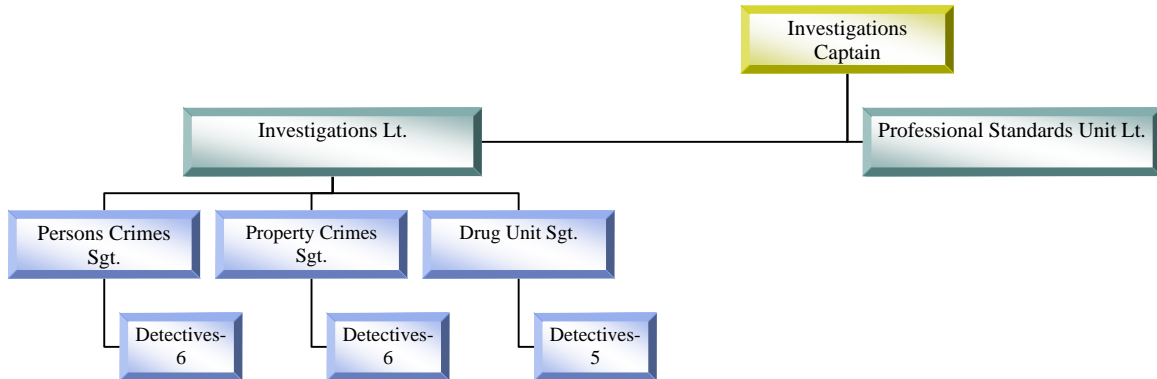 Investigations
Captain
Investigations Lt.
Professional Standards Unit Lt.
Persons Crimes
Sgt.
Property Crimes
Sgt.
Drug Unit Sgt.
Detectives-
6
Detectives-
6
Detectives-
5